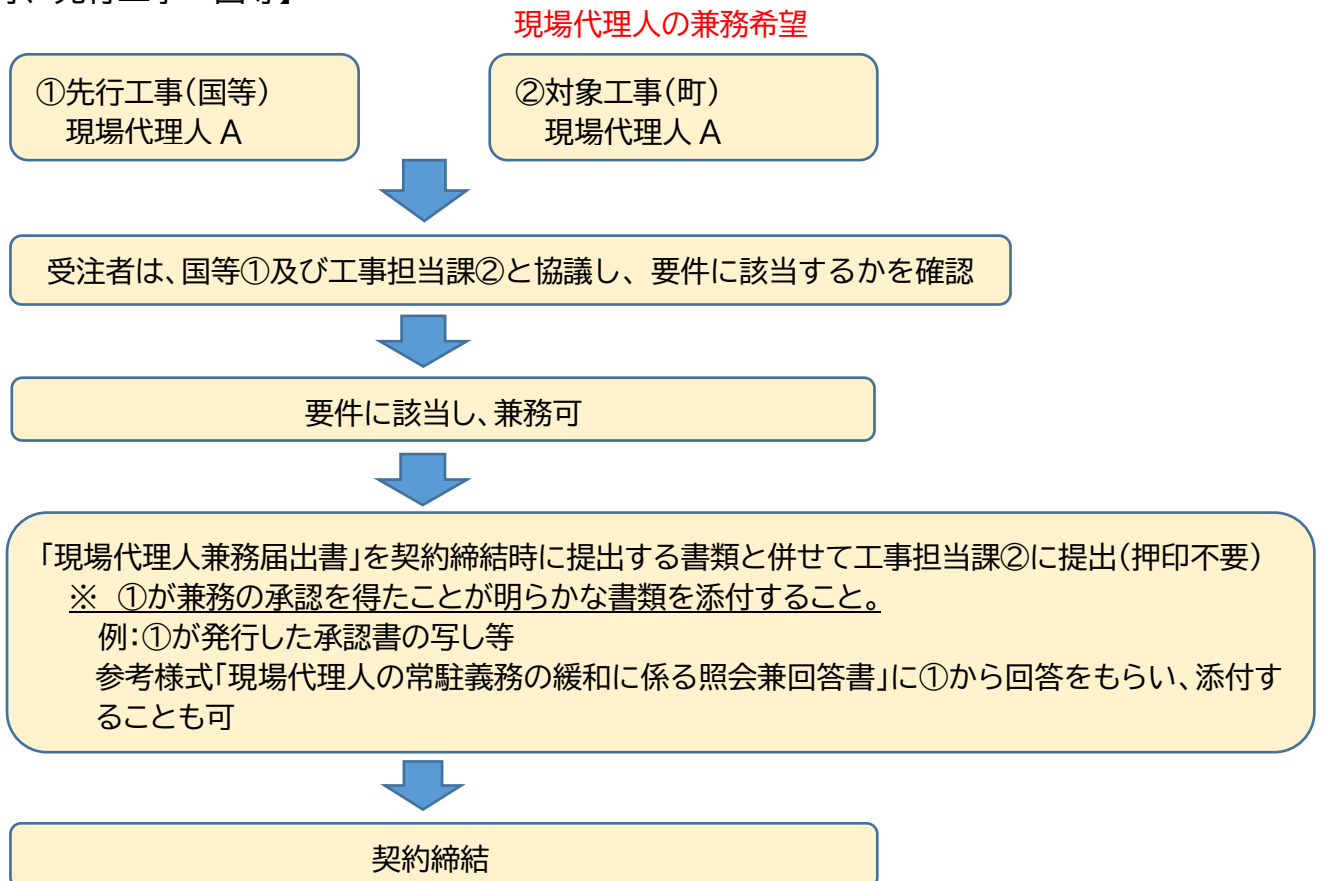 先行工事
現場代理人の兼務希望
①先行工事(国等)
現場代理人 A
②対象工事(町)
現場代理人 A
受注者は、国等①及び工事担当課②と協議し、要件に該当するかを確認
要件に該当し、兼務可
「現場代理人兼務届出書」を契約締結時に提出する書類と併せて工事担当課②に提出(押印不要)
※ ①が兼務の承認を得たことが明らかな書類を添付すること。
例:①が発行した承認書の写し等
参考様式「現場代理人の常駐義務の緩和に係る照会兼回答書」に①から回答をもらい、添付す
ることも可
契約締結